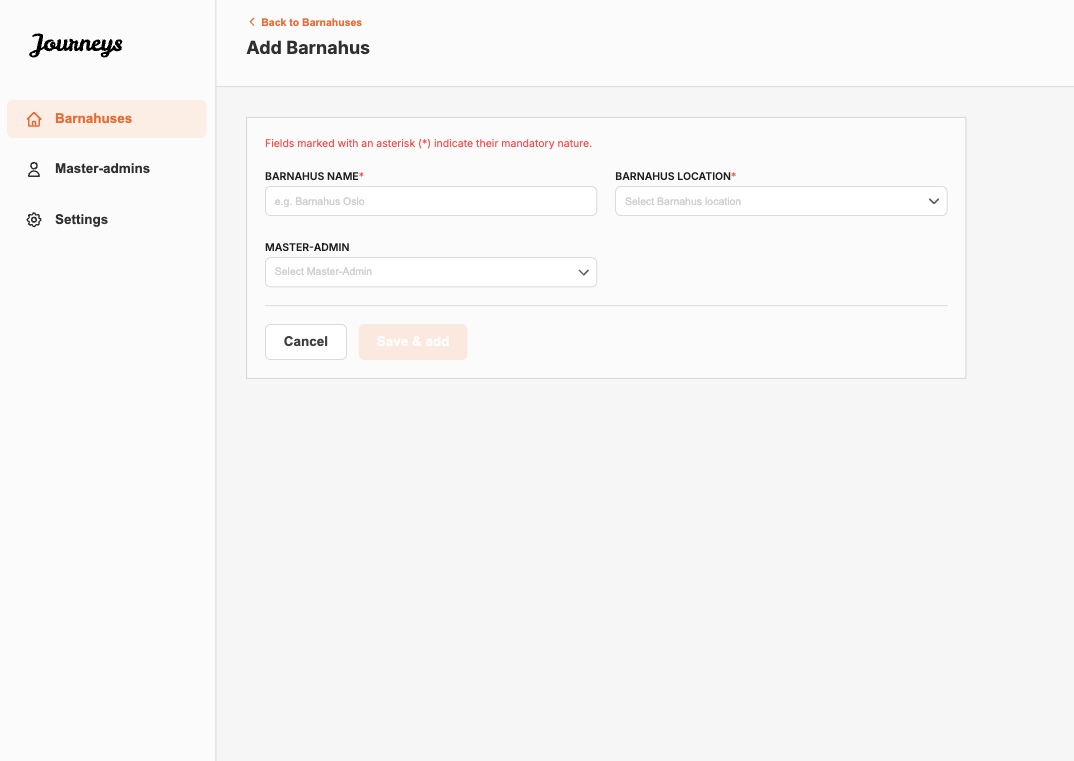 Journeys
Barnahuses
Master-admins
Settings
Back to Barnahuses
Add Barnahus
Fields marked with an asterisk (*) indicate their mandatory nature.
BARNAHUS NAME*
e.g. Barnahus Oslo
BARNAHUS LOCATION*
Select Barnahus location
MASTER-ADMIN
Select Master-Admin
Cancel
Save & add